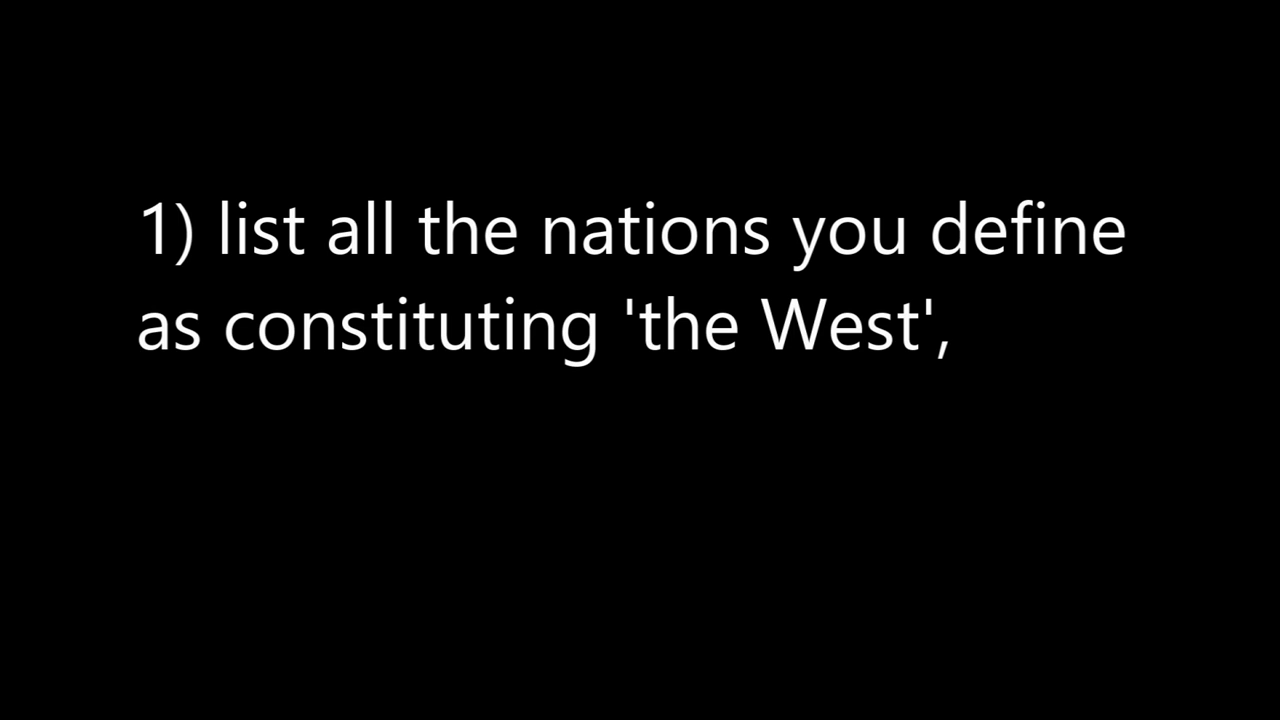 1) list all the nations you define
as constituting 'the West',